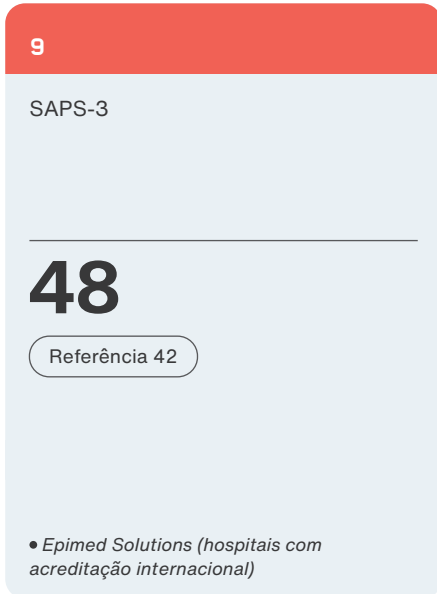 9
SAPS-3
48
Referência 42
• Epimed Solutions (hospitais com
acreditação internacional)